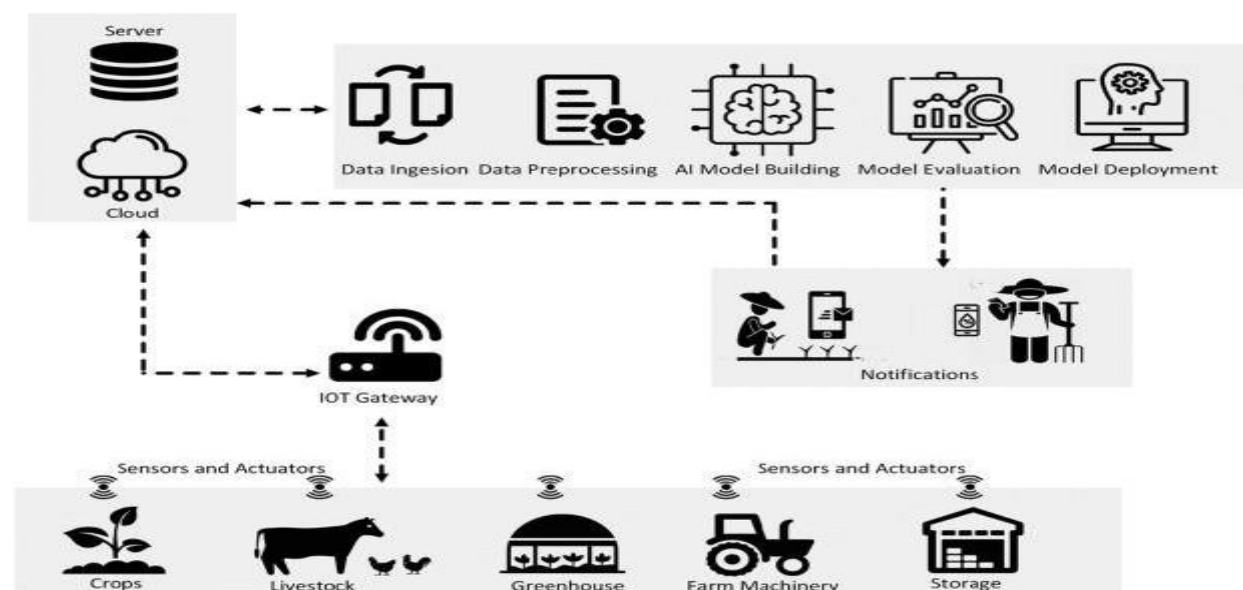 Server
Cloud
Data Ingesion Data Preprocessing AI Model Building Model Evaluation Model Deployment
Notifications
IOT Gateway
Sensors and Actuators Sensors and Actuators
Crops Livestock Greenhouse Farm Machinery Storage